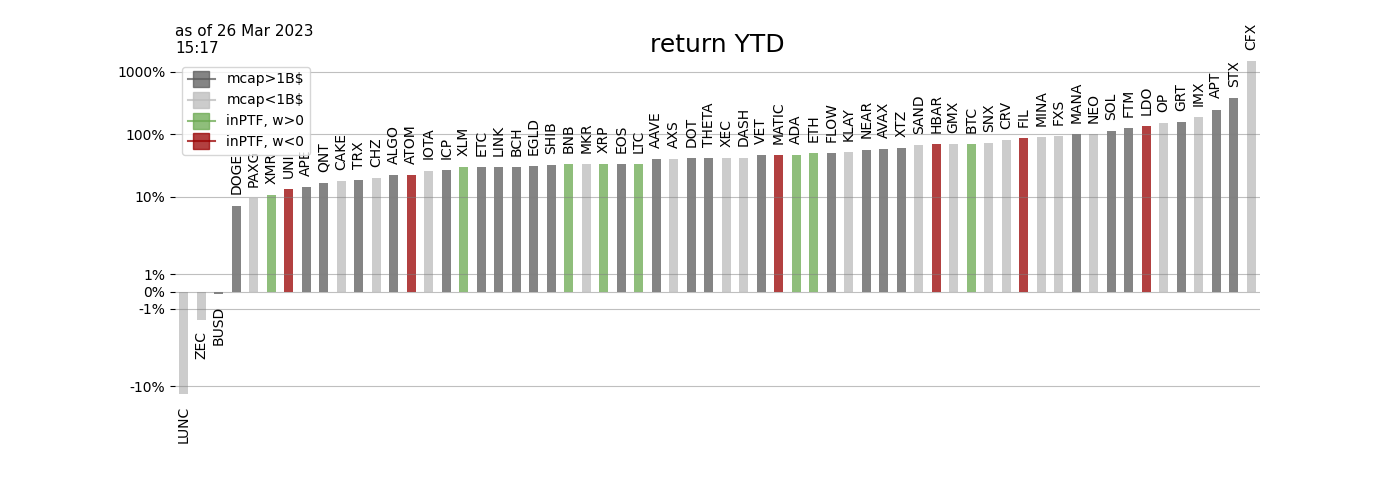 as of 26 Mar 2023
15:17
return YTD
1000%
100%
10%
1%
0%
-1%
-10%
mcap>1B$
mcap<1B$
inPTF, w>0
inPTF, w<0
LUNC
ZEC
BUSD
DOGE
PAXG
XMR
UNI
APE
QNT
CAKE
TRX
CHZ
ALGO
ATOM
IOTA
ICP
XLM
ETC
LINK
BCH
EGLD
SHIB
BNB
MKR
XRP
EOS
LTC
AAVE
AXS
DOT
THETA
XEC
DASH
VET
MATIC
ADA
ETH
FLOW
KLAY
NEAR
AVAX
XTZ
SAND
HBAR
GMX
BTC
SNX
CRV
FIL
MINA
FXS
MANA
NEO
SOL
FTM
LDO
OP
GRT
IMX
APT
STX
CFX